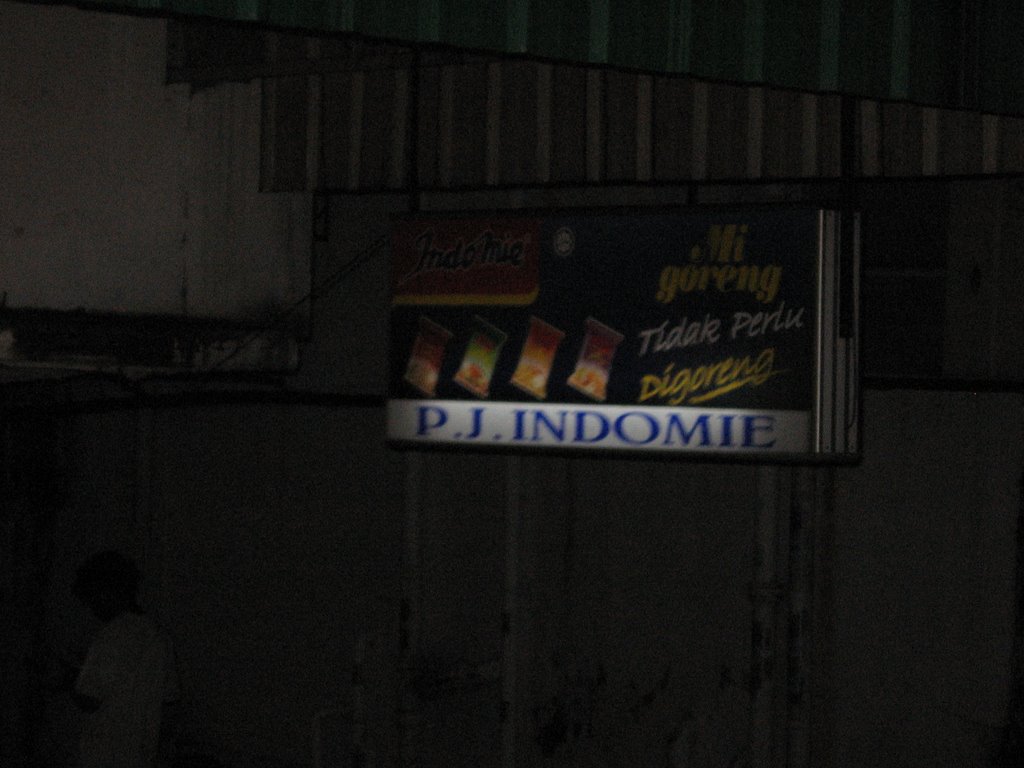 Indomie
Mi
goreng
Tidak Perlu
Digoreng
P.J. INDOMIE